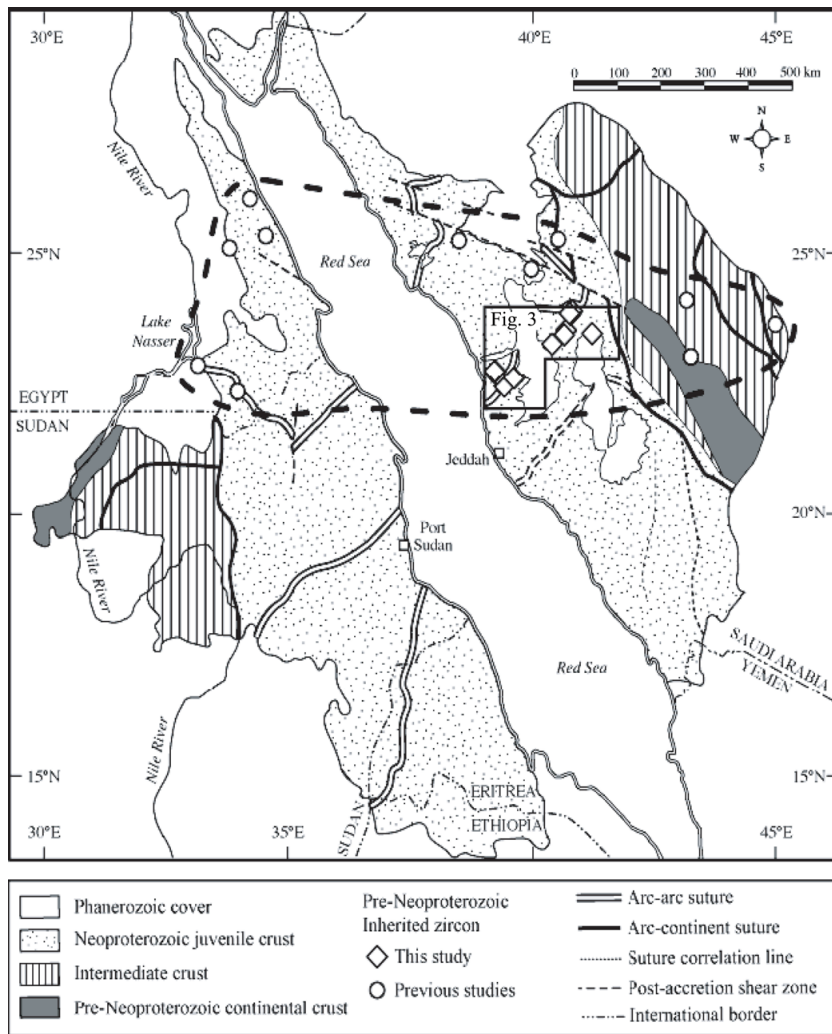 30°E
40°E
45°E
0 100 200 300 400 500 km
N
W E
S
Nile River
25°N
Red Sea
25°N
Lake
Nasser
Fig. 3
EGYPT
SUDAN
Jeddah
20°N
Port
Sudan
Nile River
SAUDI ARABIA
YEMEN
Red Sea
Nile River
15°N
15°N
ERITREA
ETHIOPIA
SUDAN
30°E
35°E
40°E
45°E
Phanerozoic cover
Neoproterozoic juvenile crust
Intermediate crust
Pre-Neoproterozoic continental crust
Pre-Neoproterozoic
Inherited zircon
This study
Previous studies
Arc-arc suture
Arc-continent suture
Suture correlation line
Post-accretion shear zone
International border